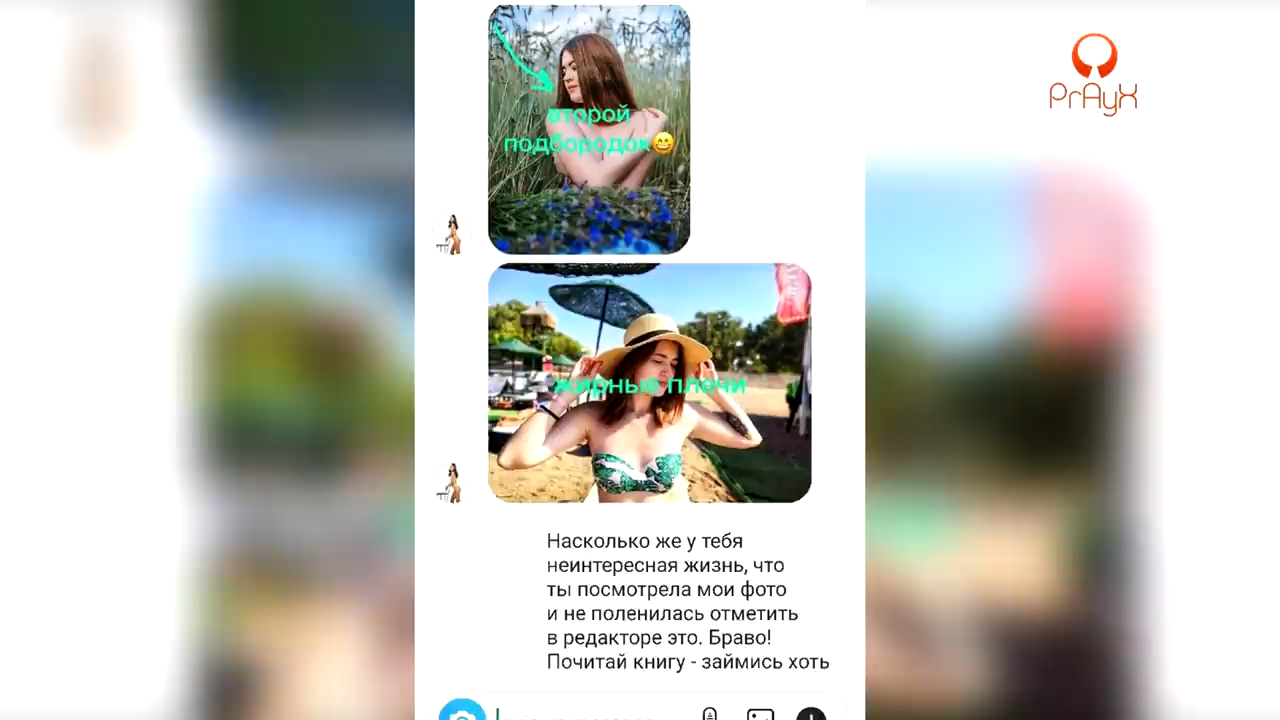 PrAyX
второй
подбородок😄
жирные плечи
Насколько же у тебя
неинтересная жизнь, что
ты посмотрела мои фото
и не поленилась отметить
в редакторе это. Браво!
Почитай книгу - займись хоть